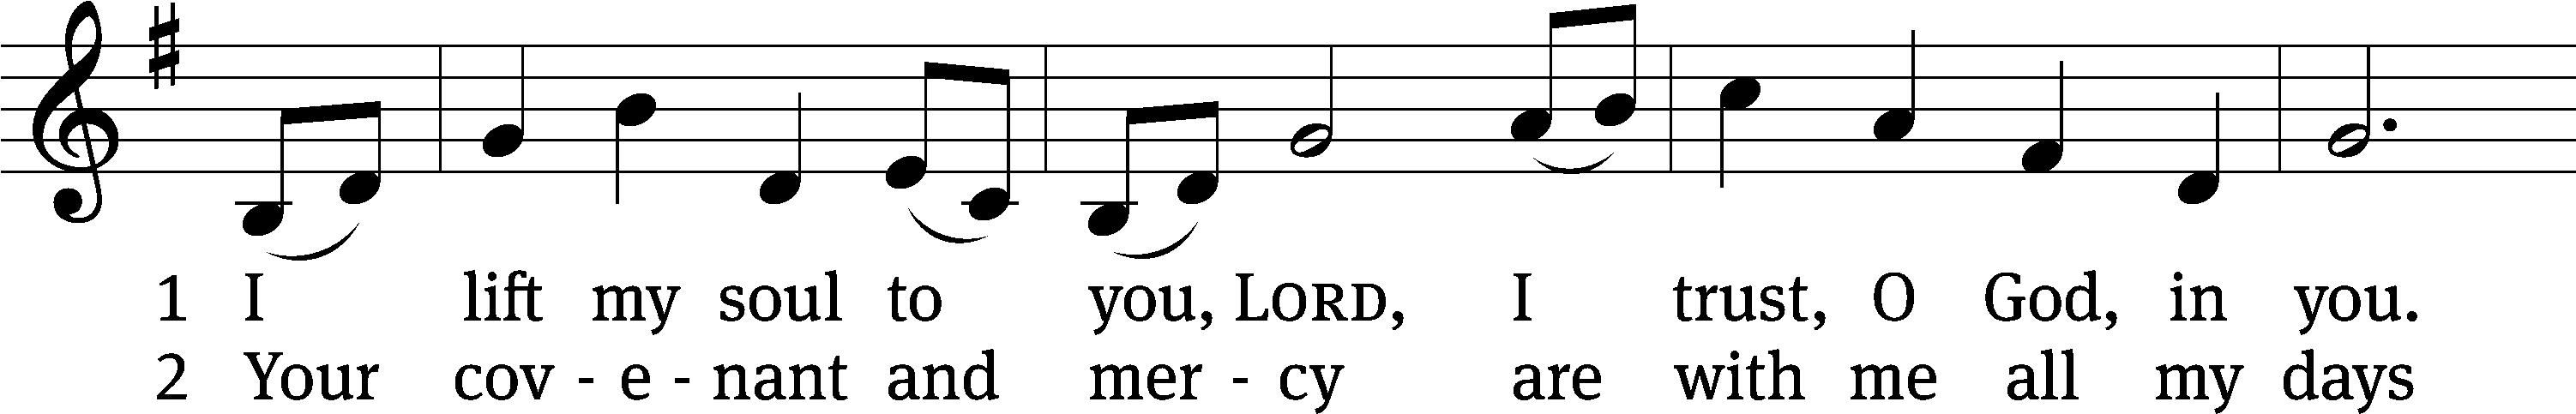 1 I lift my soul to you, LORD, I trust, O God, in you.
2 Your cov - e - nant and mer - cy are with me all my days